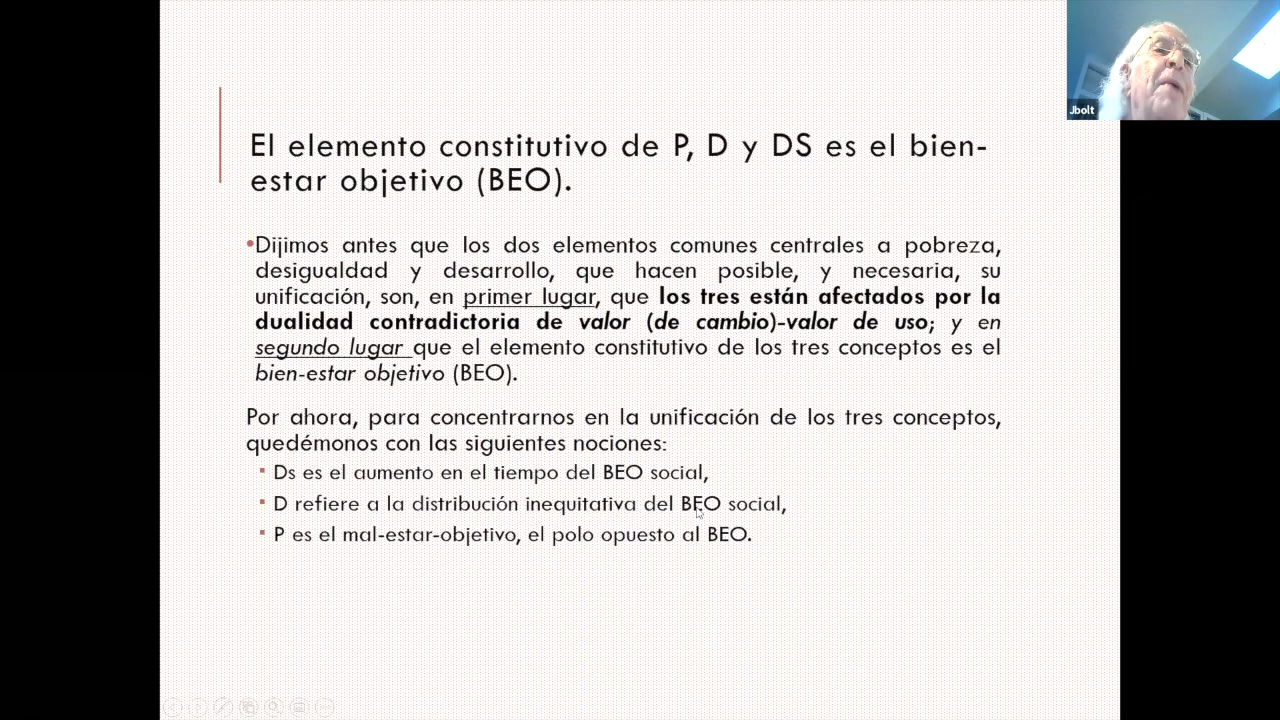 El elemento constitutivo de P, D y DS es el bien-
estar objetivo (BEO).
•Dijimos antes que los dos elementos comunes centrales a pobreza,
desigualdad y desarrollo, que hacen posible, y necesaria, su
unificación, son, en primer lugar, que los tres están afectados por la
dualidad contradictoria de valor (de cambio)-valor de uso; y en
segundo lugar que el elemento constitutivo de los tres conceptos es el
bien-estar objetivo (BEO).
Por ahora, para concentrarnos en la unificación de los tres conceptos,
quedémonos con las siguientes nociones:
▪ Ds es el aumento en el tiempo del BEO social,
▪ D refiere a la distribución inequitativa del BEO social,
▪ P es el mal-estar-objetivo, el polo opuesto al BEO.
Jbolt